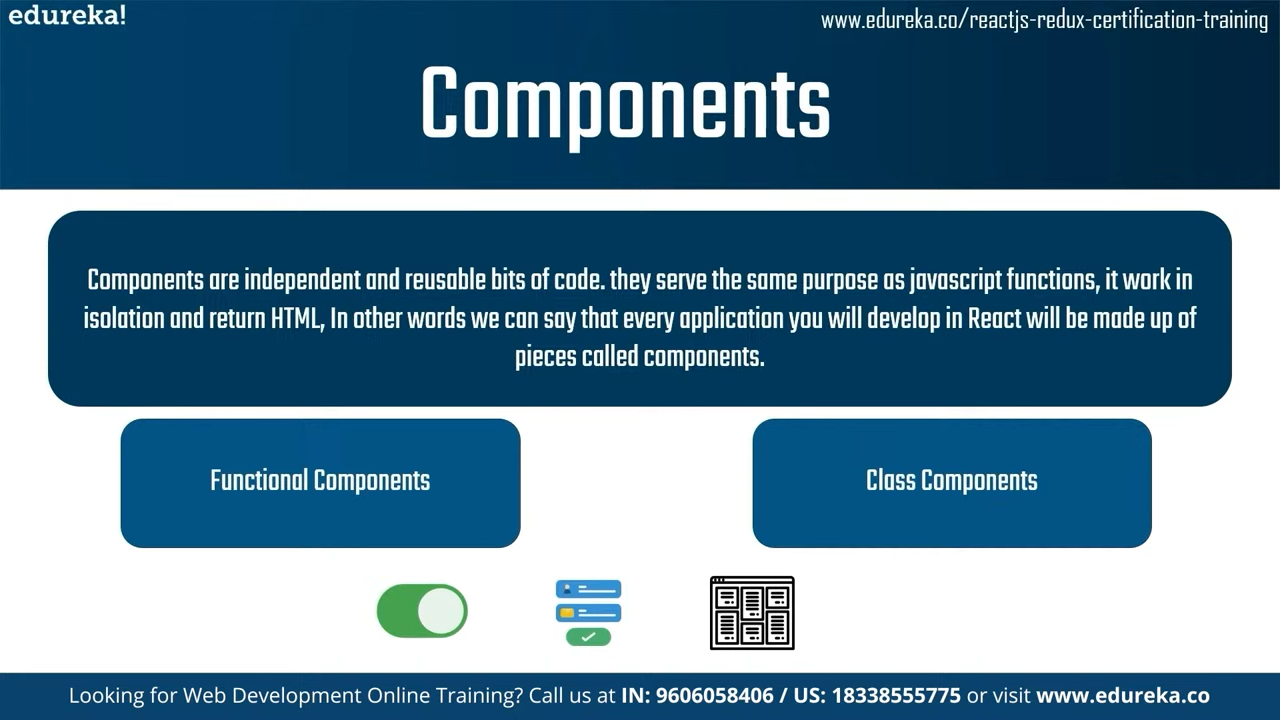 edureka!
www.edureka.co/reactjs-redux-certification-training
Components
Components are independent and reusable bits of code. they serve the same purpose as javascript functions, it work in
isolation and return HTML, In other words we can say that every application you will develop in React will be made up of
pieces called components.
Functional Components
Class Components
Looking for Web Development Online Training? Call us at IN: 9606058406 / US: 18338555775 or visit www.edureka.co